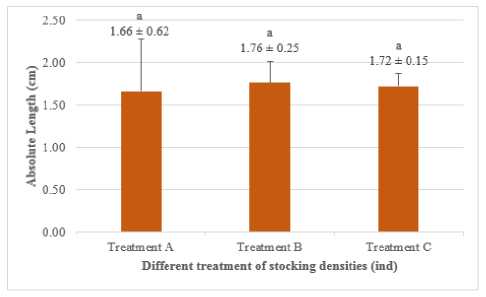 2.50
2.00
1.50
1.00
0.50
0.00
Absolute Length (cm)
a
1.66 ± 0.62
a
1.76 ± 0.25
a
1.72 ± 0.15
Treatment A
Treatment B
Treatment C
Different treatment of stocking densities (ind)